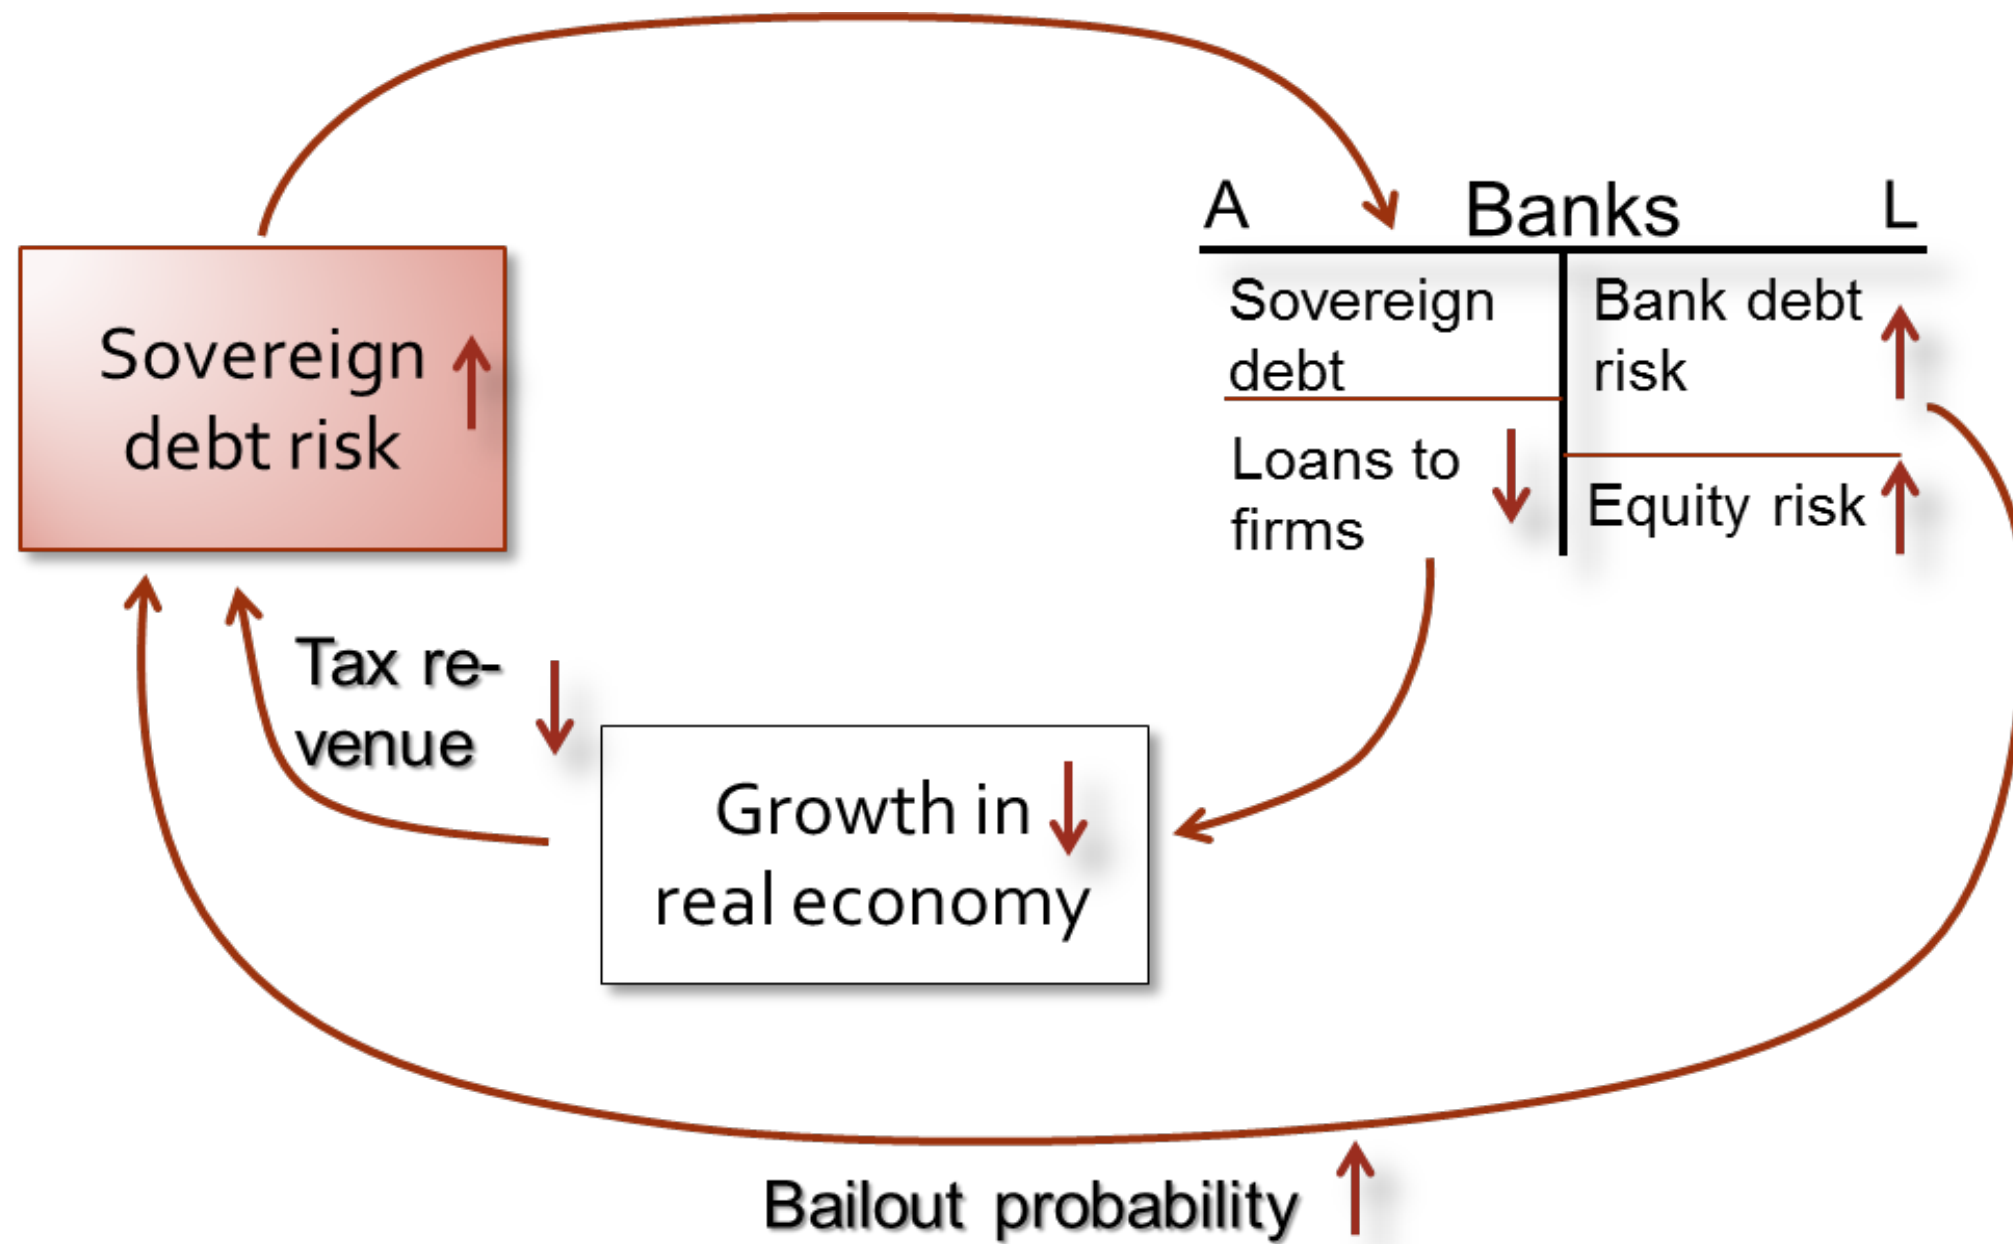 A Banks L
Sovereign
debt
Bank debt
risk
Loans to
firms
Equity risk
Sovereign
debt risk
Tax re-
venue
Growth in
real economy
Bailout probability